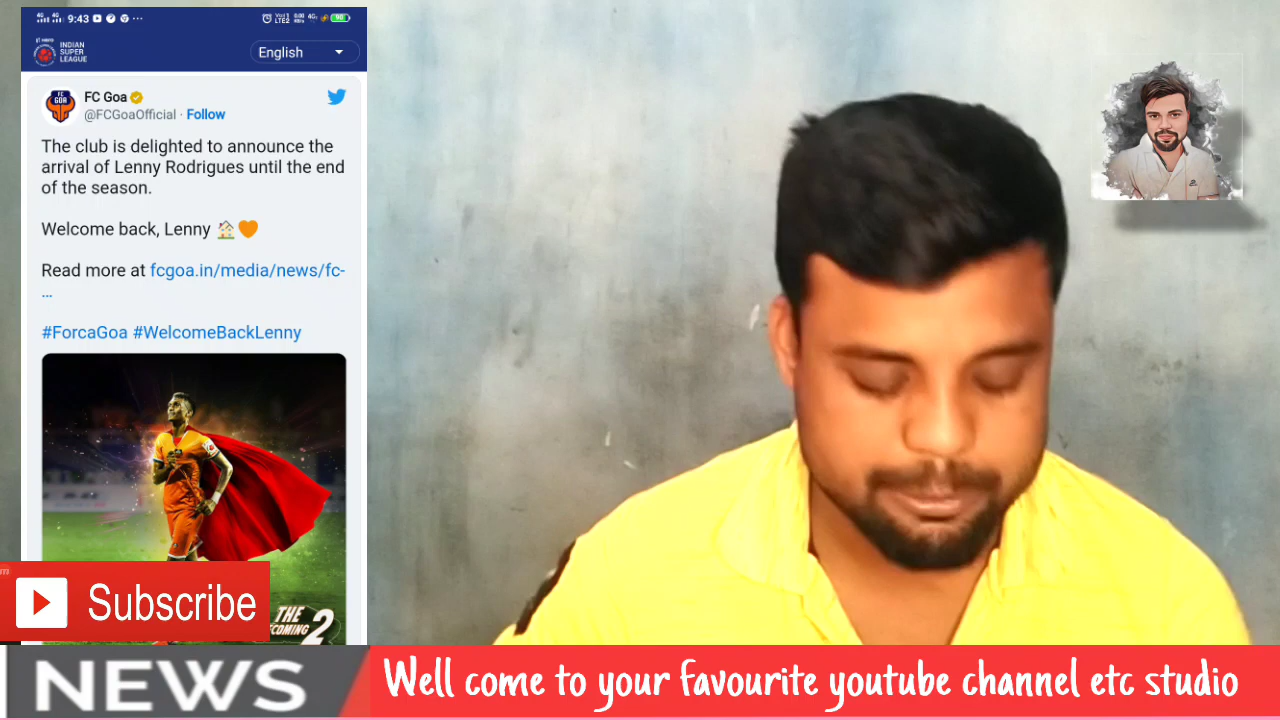 9:43
90
INDIAN
SUPER
LEAGUE
English
FC Goa
@FCGoaOfficial · Follow
The club is delighted to announce the
arrival of Lenny Rodrigues until the end
of the season.
Welcome back, Lenny 🏠🧡
Read more at fcgoa.in/media/news/fc-
…
#ForcaGoa #WelcomeBackLenny
THE
COMING 2
Subscribe
NEWS
Well come to your favourite youtube channel etc studio